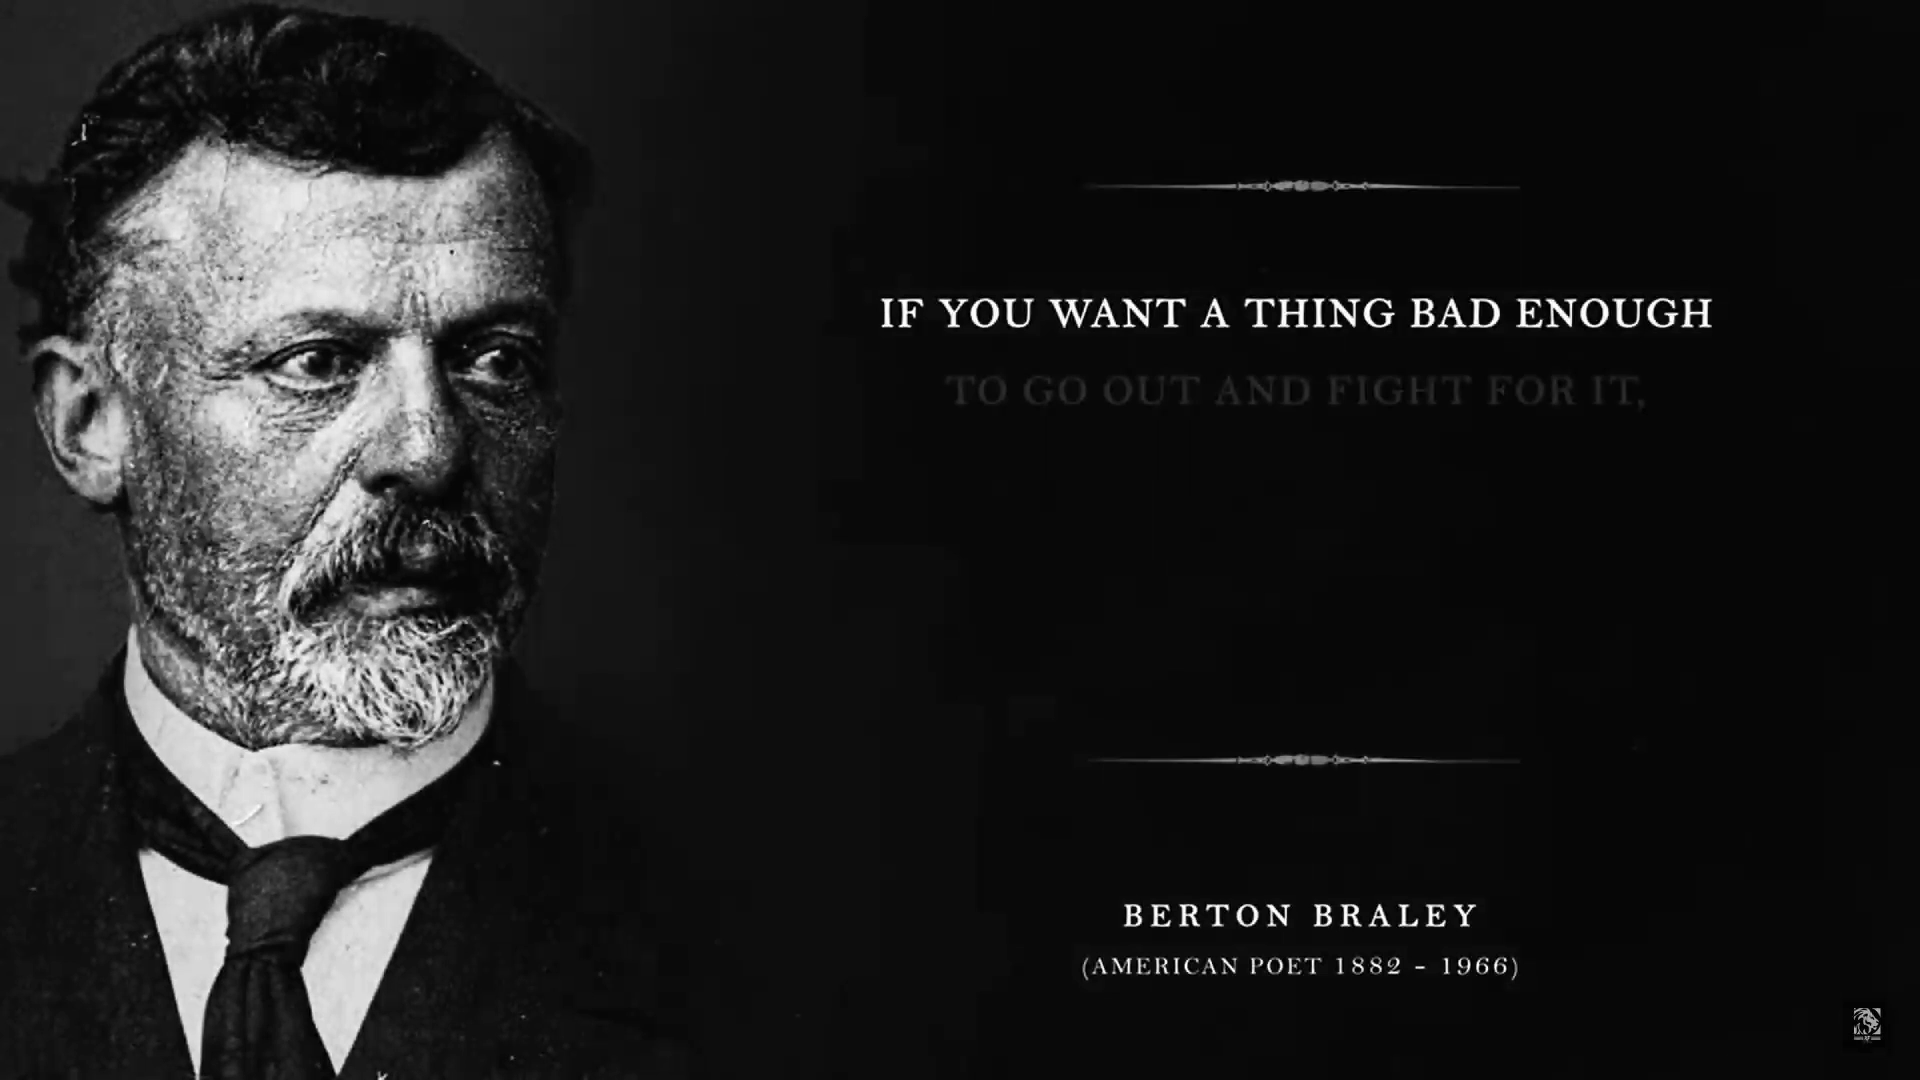 IF YOU WANT A THING BAD ENOUGH
TO GO OUT AND FIGHT FOR IT,
BERTON BRALEY
(AMERICAN POET 1882 - 1966)